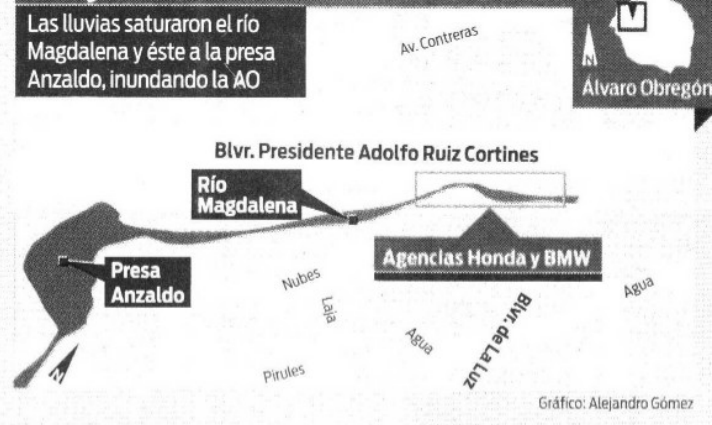 Las lluvias saturaron el río
Magdalena y éste a la presa
Anzaldo, inundando la AO
Av. Contreras
N
Álvaro Obregón
Blvr. Presidente Adolfo Ruiz Cortines
Río
Magdalena
Agencias Honda y BMW
Presa
Anzaldo
Nubes
Laja
Agua
Blvr. de La Luz
Agua
Pirules
N
Gráfico: Alejandro Gómez